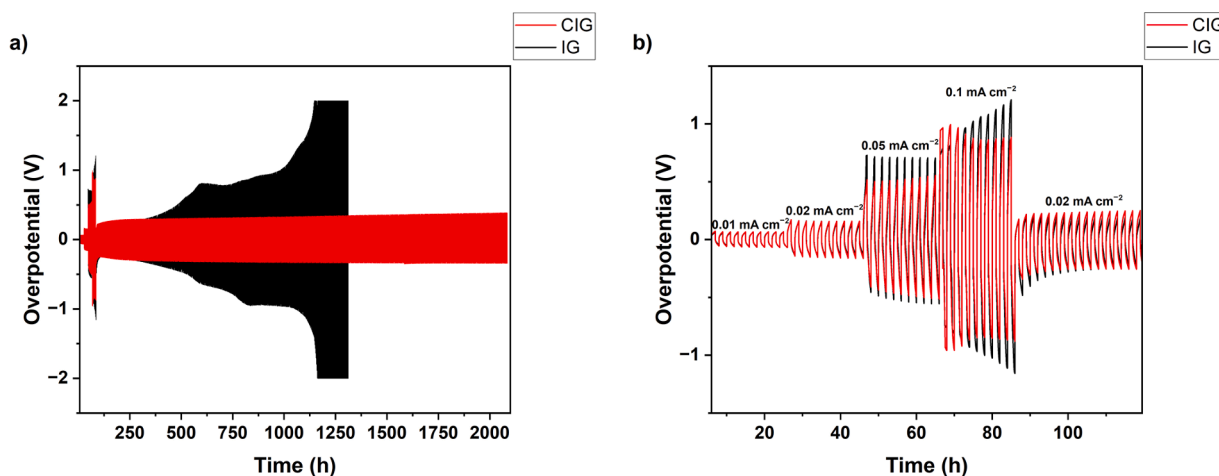 CIG
IG
a)
2
1
0
−1
−2
Overpotential (V)
250 500 750 1000 1250 1500 1750 2000
Time (h)
CIG
IG
b)
1
0
−1
Overpotential (V)
0.01 mA cm⁻²
0.02 mA cm⁻²
0.05 mA cm⁻²
0.1 mA cm⁻²
0.02 mA cm⁻²
20 40 60 80 100
Time (h)